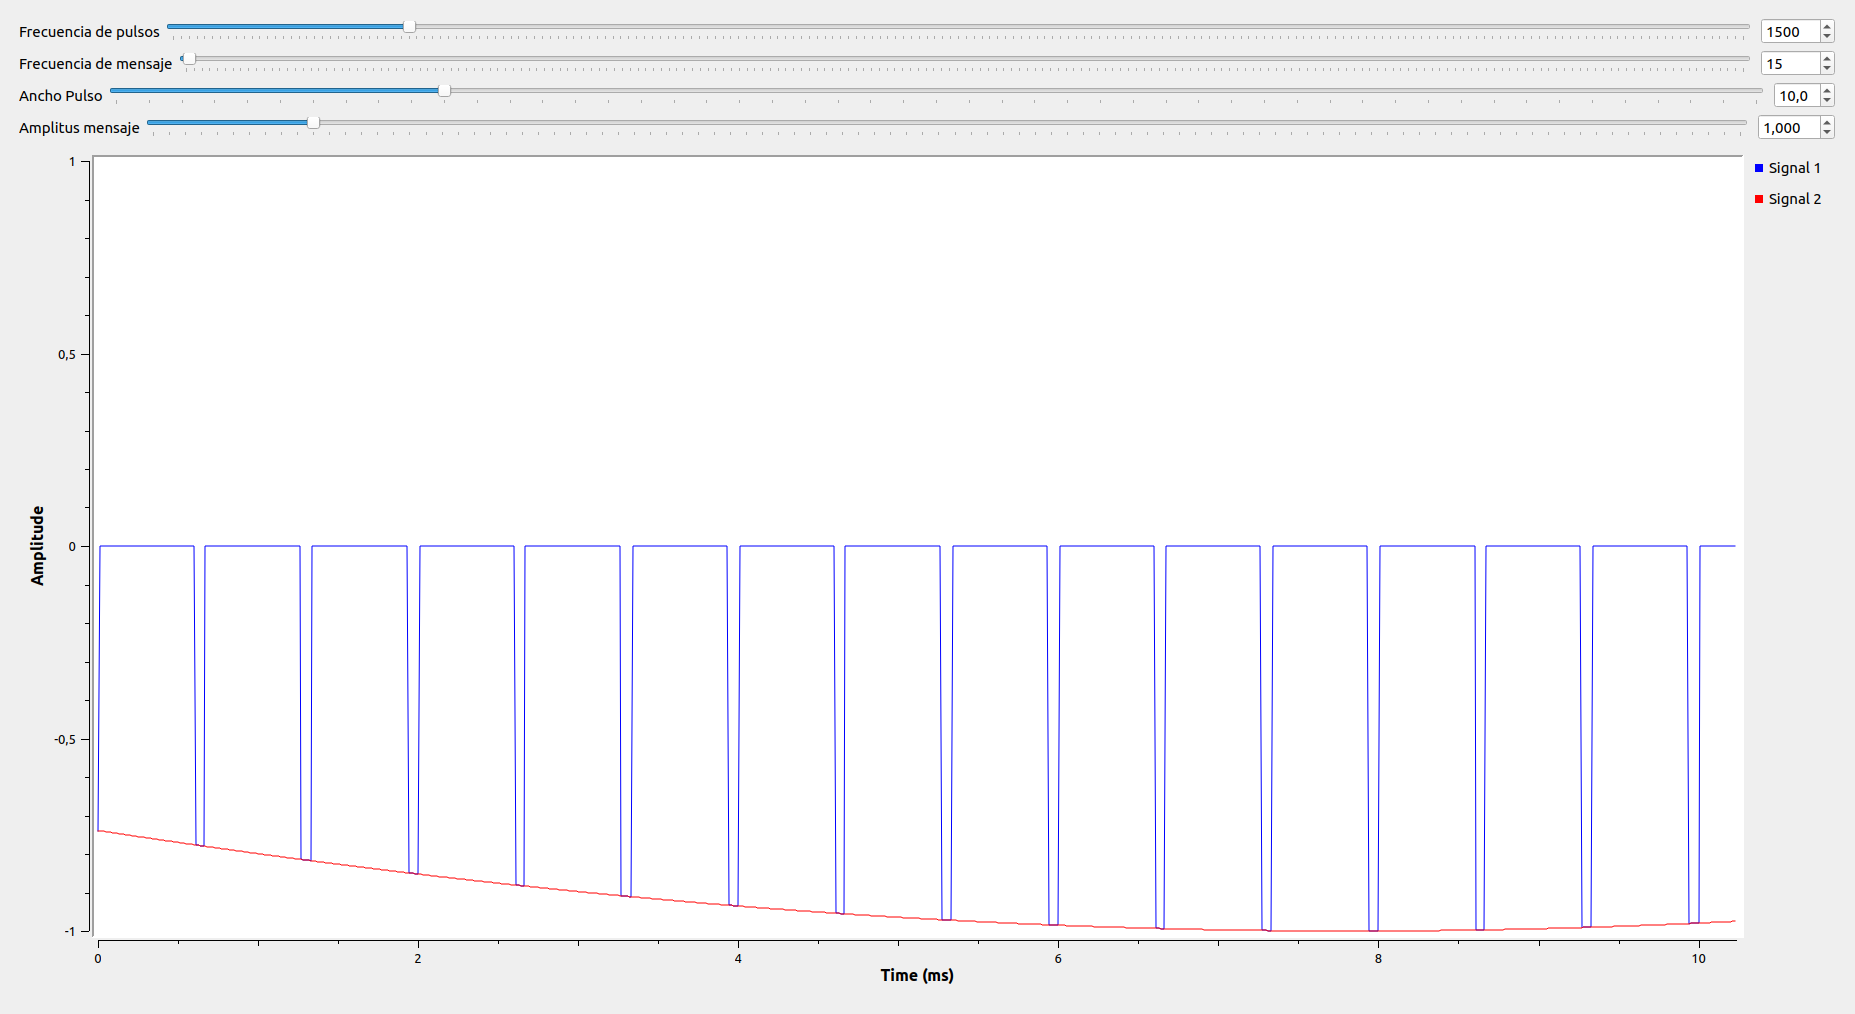 Frecuencia de pulsos 1500
Frecuencia de mensaje 15
Ancho Pulso 10,0
Amplitus mensaje 1,000
Signal 1
Signal 2
1
0,5
0
-0,5
-1
Amplitude
0 2 4 6 8 10
Time (ms)